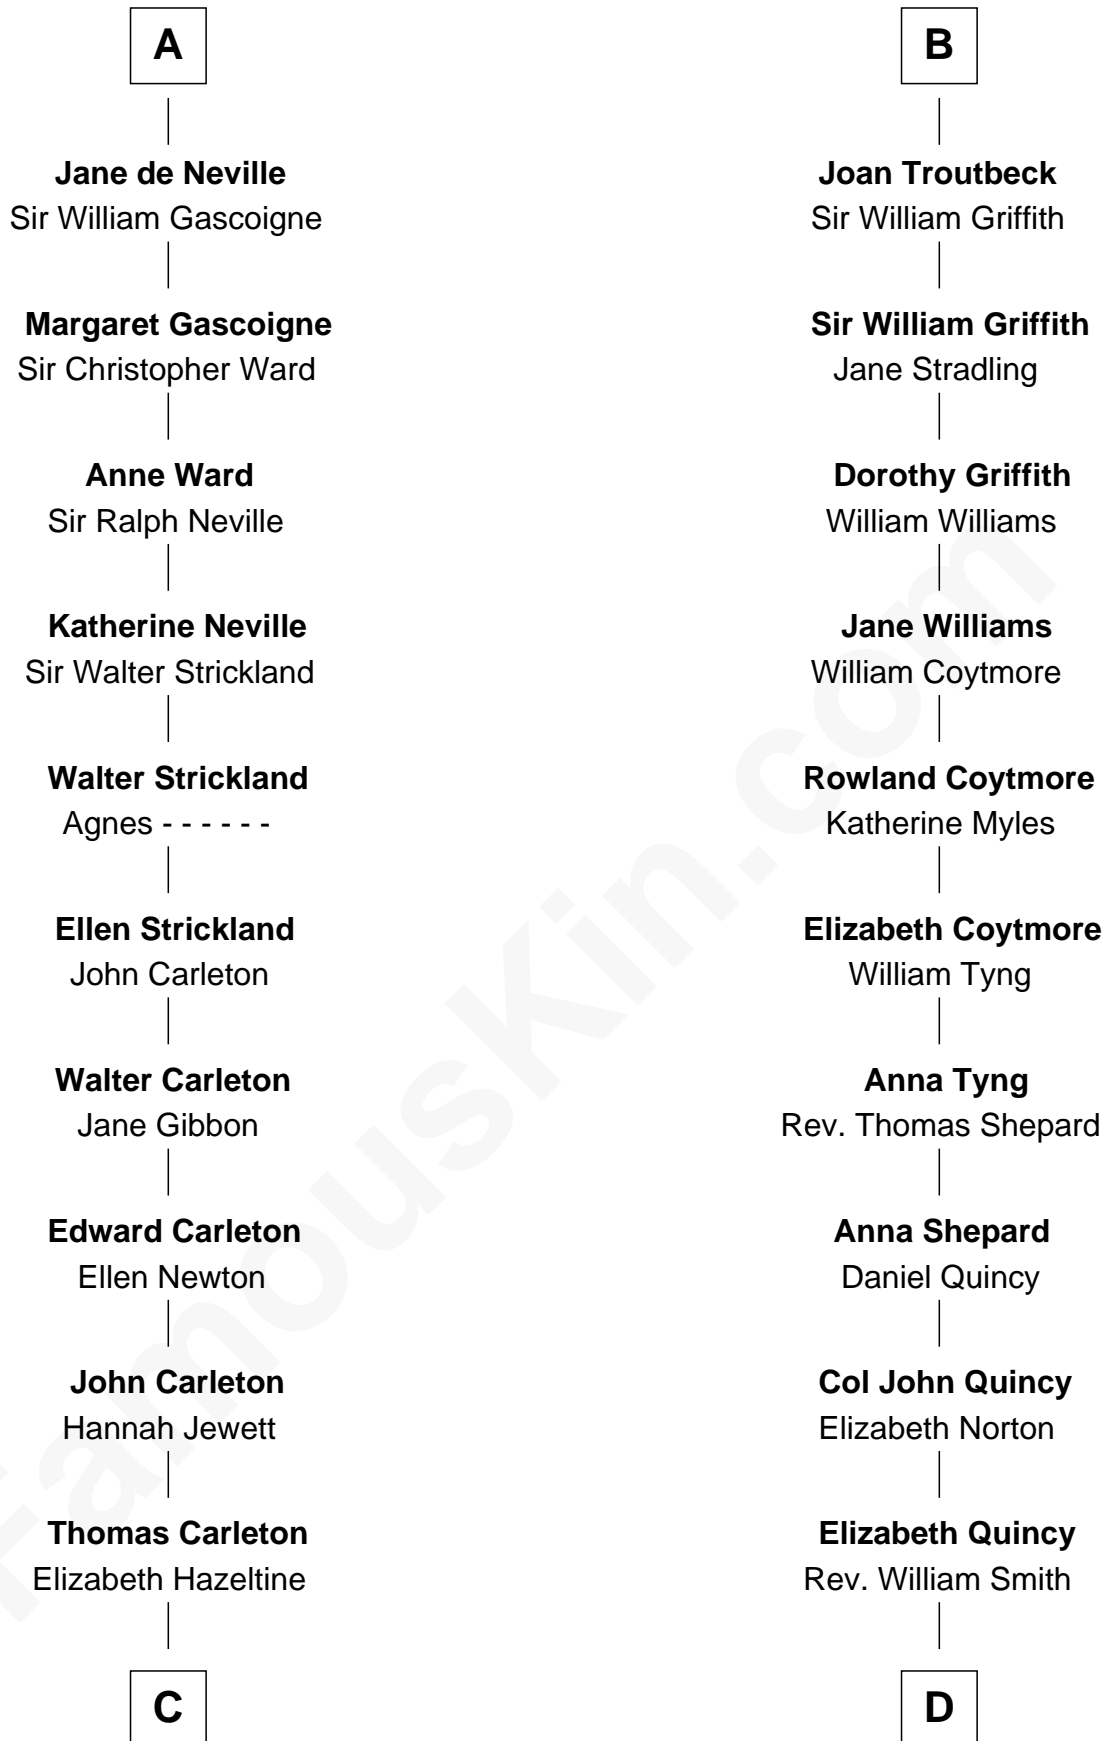 A
Jane de Neville
Sir William Gascoigne
Margaret Gascoigne
Sir Christopher Ward
Anne Ward
Sir Ralph Neville
Katherine Neville
Sir Walter Strickland
Walter Strickland
Agnes - - - - - -
Ellen Strickland
John Carleton
Walter Carleton
Jane Gibbon
Edward Carleton
Ellen Newton
John Carleton
Hannah Jewett
Thomas Carleton
Elizabeth Hazeltine
C
B
Joan Troutbeck
Sir William Griffith
Sir William Griffith
Jane Stradling
Dorothy Griffith
William Williams
Jane Williams
William Coytmore
Rowland Coytmore
Katherine Myles
Elizabeth Coytmore
William Tyng
Anna Tyng
Rev. Thomas Shepard
Anna Shepard
Daniel Quincy
Col John Quincy
Elizabeth Norton
Elizabeth Quincy
Rev. William Smith
D
FamousKin.com